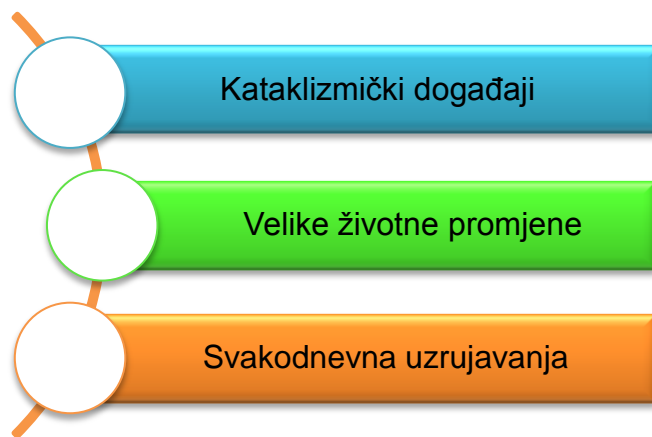 Kataklizmički događaji
Velike životne promjene
Svakodnevna uzrujavanja